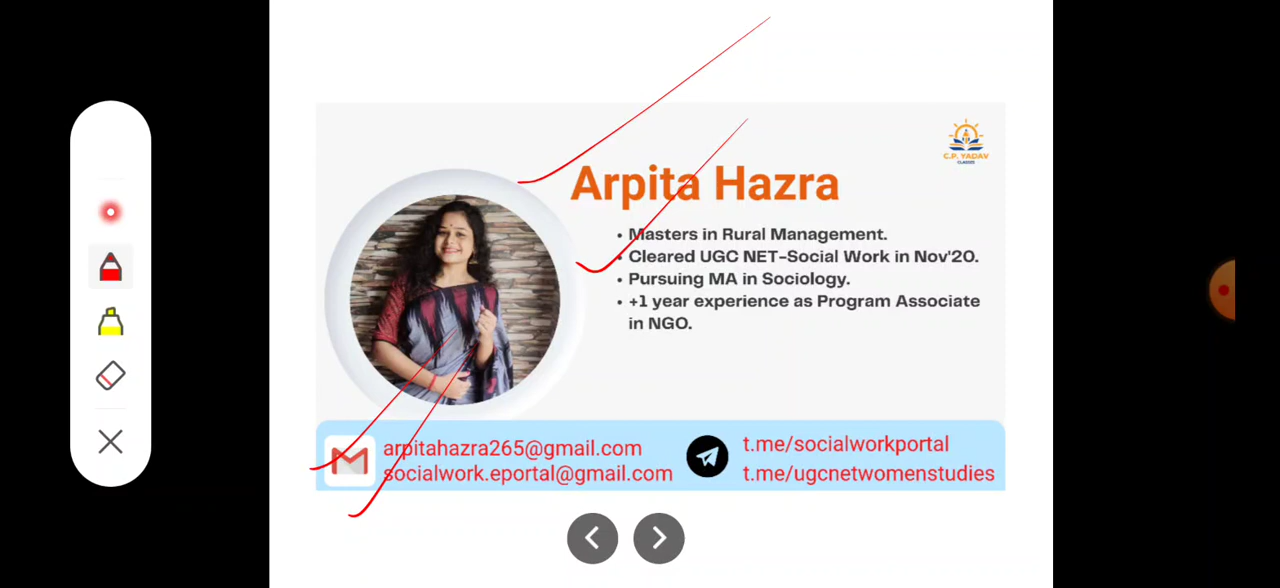 C.P. YADAV
CLASSES
Arpita Hazra
• Masters in Rural Management.
• Cleared UGC NET-Social Work in Nov'20.
• Pursuing MA in Sociology.
• +1 year experience as Program Associate
in NGO.
arpitahazra265@gmail.com
socialwork.eportal@gmail.com
t.me/socialworkportal
t.me/ugcnetwomenstudies